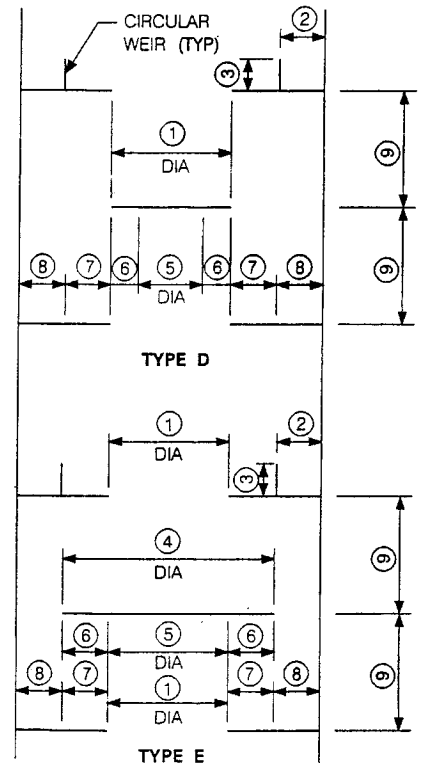 CIRCULAR
WEIR (TYP)
2
3
1
DIA
9
8 7 6 5 6 7 8
DIA
9
TYPE D
1
DIA
2
3
4
DIA
9
6 5 6
DIA
8 7 1 7 8
DIA
9
TYPE E